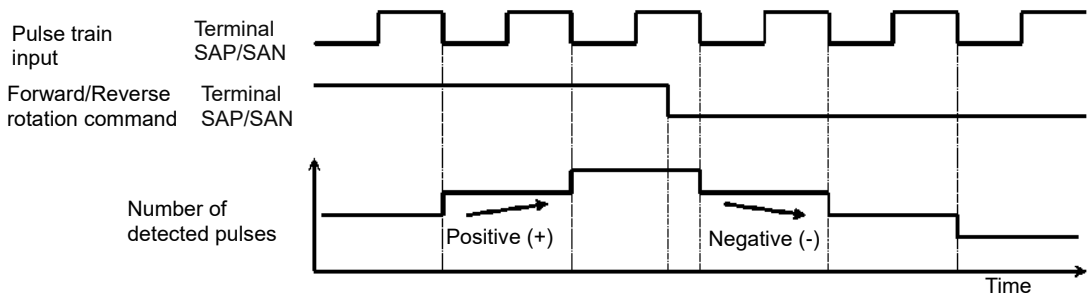 Pulse train
input
Terminal
SAP/SAN
Forward/Reverse
rotation command
Terminal
SAP/SAN
Number of
detected pulses
Positive (+)
Negative (-)
Time